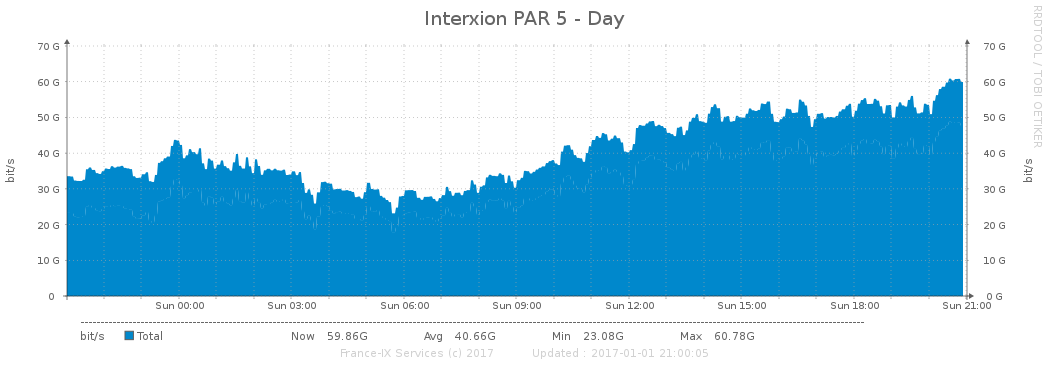 Interxion PAR 5 - Day
RRDTOOL / TOBI OETIKER
bit/s
bit/s
70 G 70 G
60 G 60 G
50 G 50 G
40 G 40 G
30 G 30 G
20 G 20 G
10 G 10 G
0 0 G
Sun 00:00 Sun 03:00 Sun 06:00 Sun 09:00 Sun 12:00 Sun 15:00 Sun 18:00 Sun 21:00
bit/s Total Now 59.86G Avg 40.66G Min 23.08G Max 60.78G
France-IX Services (c) 2017 Updated : 2017-01-01 21:00:05